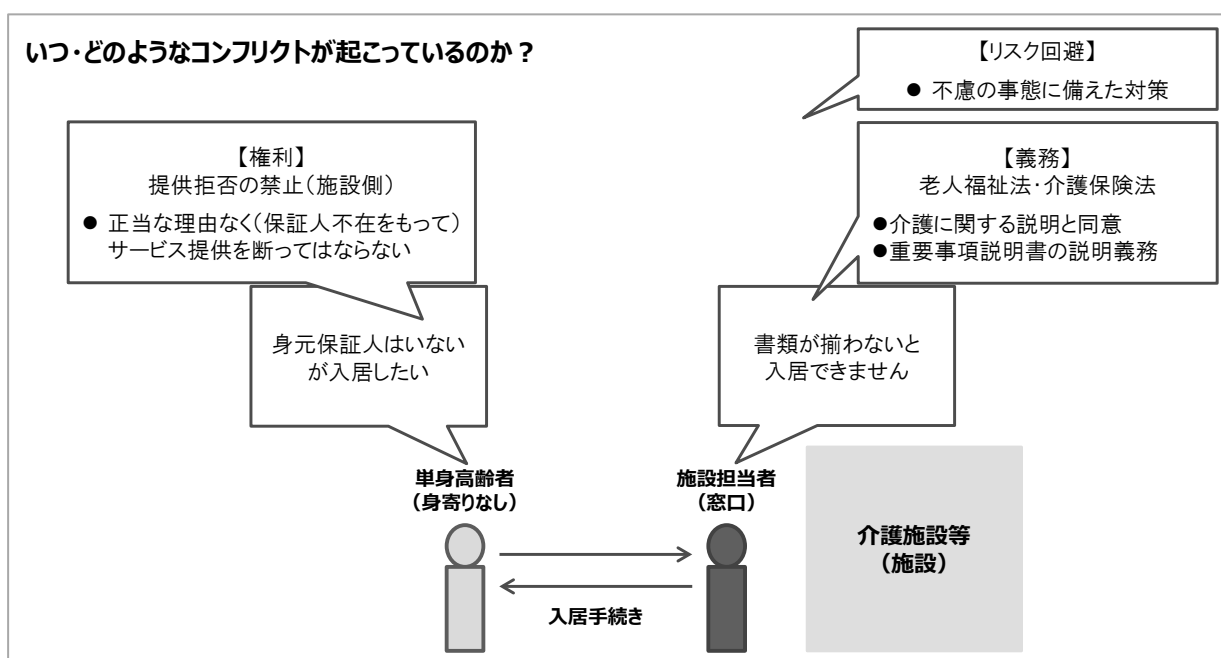 いつ・どのようなコンフリクトが起こっているのか？
【リスク回避】
● 不慮の事態に備えた対策
【権利】
提供拒否の禁止（施設側）
● 正当な理由なく（保証人不在をもって）
サービス提供を断ってはならない
【義務】
老人福祉法・介護保険法
●介護に関する説明と同意
●重要事項説明書の説明義務
身元保証人はいない
が入居したい
書類が揃わないと
入居できません
単身高齢者
（身寄りなし）
施設担当者
（窓口）
介護施設等
（施設）
入居手続き